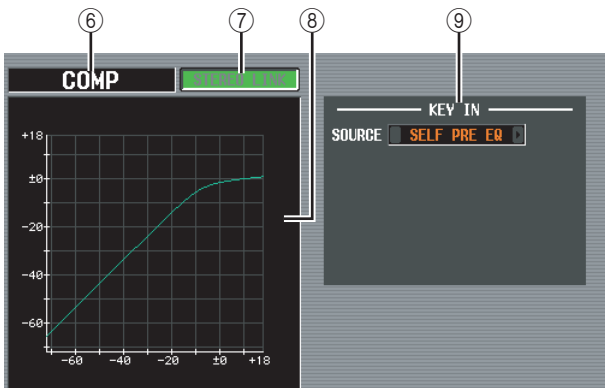 ⑥ ⑦ ⑧ ⑨
COMP STEREO LINK
KEY IN
SOURCE SELF PRE EQ
+18
±0
-20
-40
-60
-60 -40 -20 ±0 +18